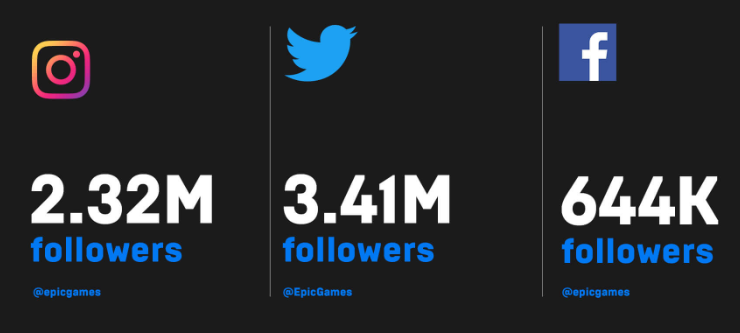 2.32M
followers
@epicgames
3.41M
followers
@EpicGames
644K
followers
@epicgames